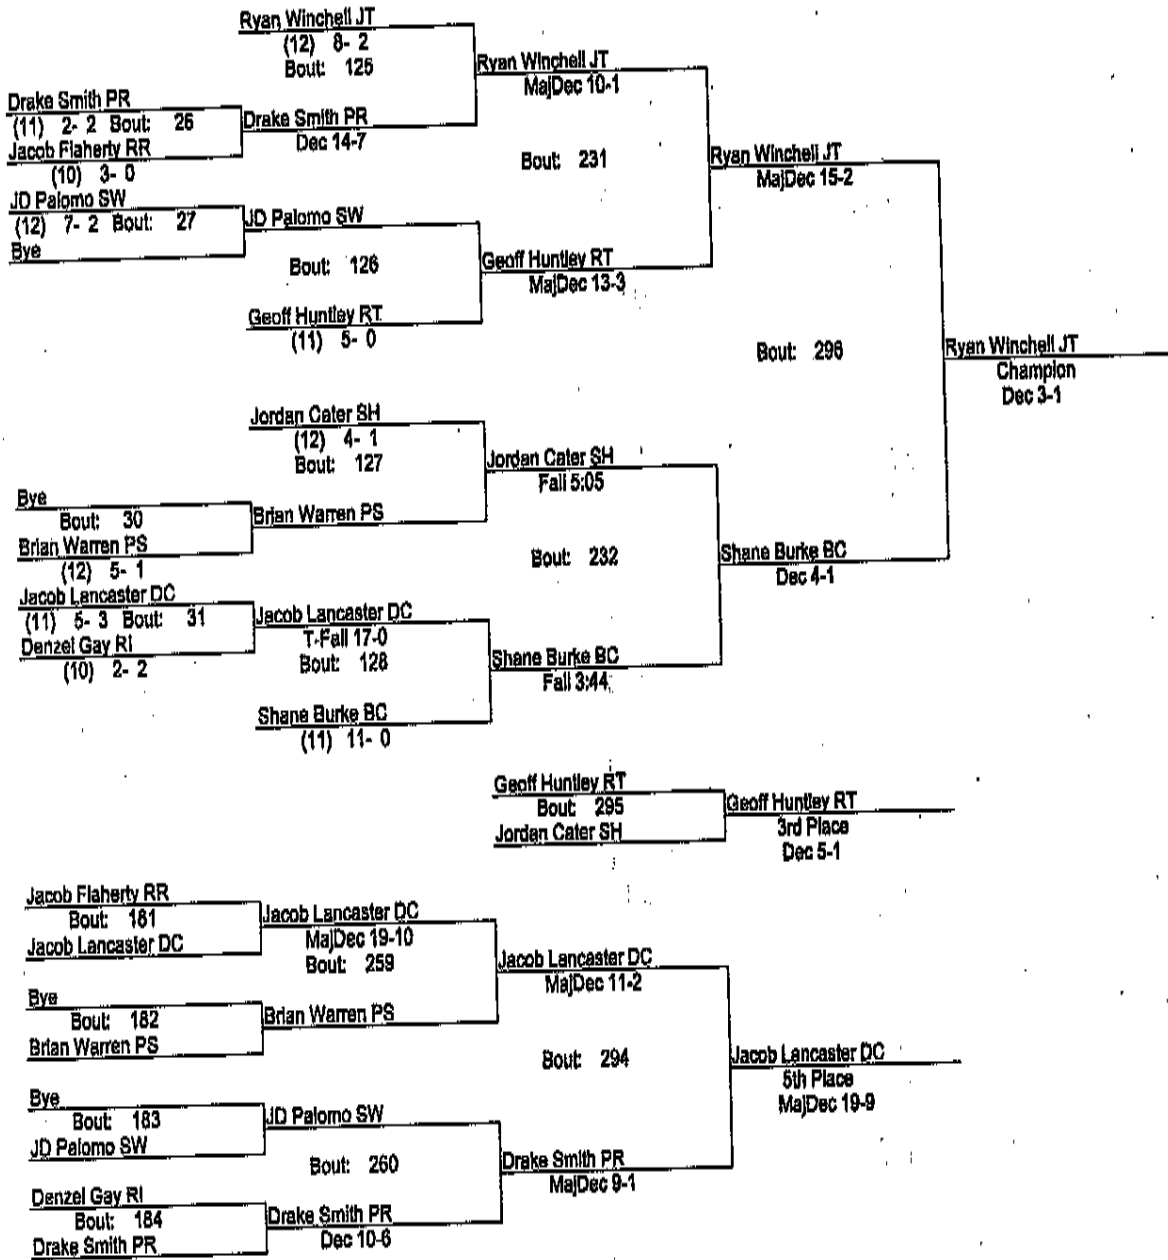 Ryan Winchell JT
(12) 8- 2
Bout: 125
Ryan Winchell JT
MajDec 10-1
Drake Smith PR
(11) 2- 2 Bout: 26
Drake Smith PR
Dec 14-7
Jacob Flaherty RR
(10) 3- 0
Bout: 231
Ryan Winchell JT
MajDec 15-2
JD Palomo SW
(12) 7- 2 Bout: 27
JD Palomo SW
Bye
Bout: 126
Geoff Huntley RT
MajDec 13-3
Geoff Huntley RT
(11) 5- 0
Bout: 296
Ryan Winchell JT
Champion
Dec 3-1
Jordan Cater SH
(12) 4- 1
Bout: 127
Jordan Cater SH
Fall 5:05
Bye
Bout: 30
Brian Warren PS
Brian Warren PS
(12) 5- 1
Bout: 232
Shane Burke BC
Dec 4-1
Jacob Lancaster DC
(11) 5- 3 Bout: 31
Jacob Lancaster DC
T-Fall 17-0
Denzel Gay RI
(10) 2- 2
Bout: 128
Shane Burke BC
Fall 3:44
Shane Burke BC
(11) 11- 0
Geoff Huntley RT
Bout: 295
Geoff Huntley RT
Jordan Cater SH
3rd Place
Dec 5-1
Jacob Flaherty RR
Bout: 181
Jacob Lancaster DC
Jacob Lancaster DC
MajDec 19-10
Bout: 259
Jacob Lancaster DC
MajDec 11-2
Bye
Bout: 182
Brian Warren PS
Brian Warren PS
Bout: 294
Jacob Lancaster DC
5th Place
MajDec 19-9
Bye
Bout: 183
JD Palomo SW
JD Palomo SW
Bout: 260
Drake Smith PR
MajDec 9-1
Denzel Gay RI
Bout: 184
Drake Smith PR
Dec 10-6
Drake Smith PR